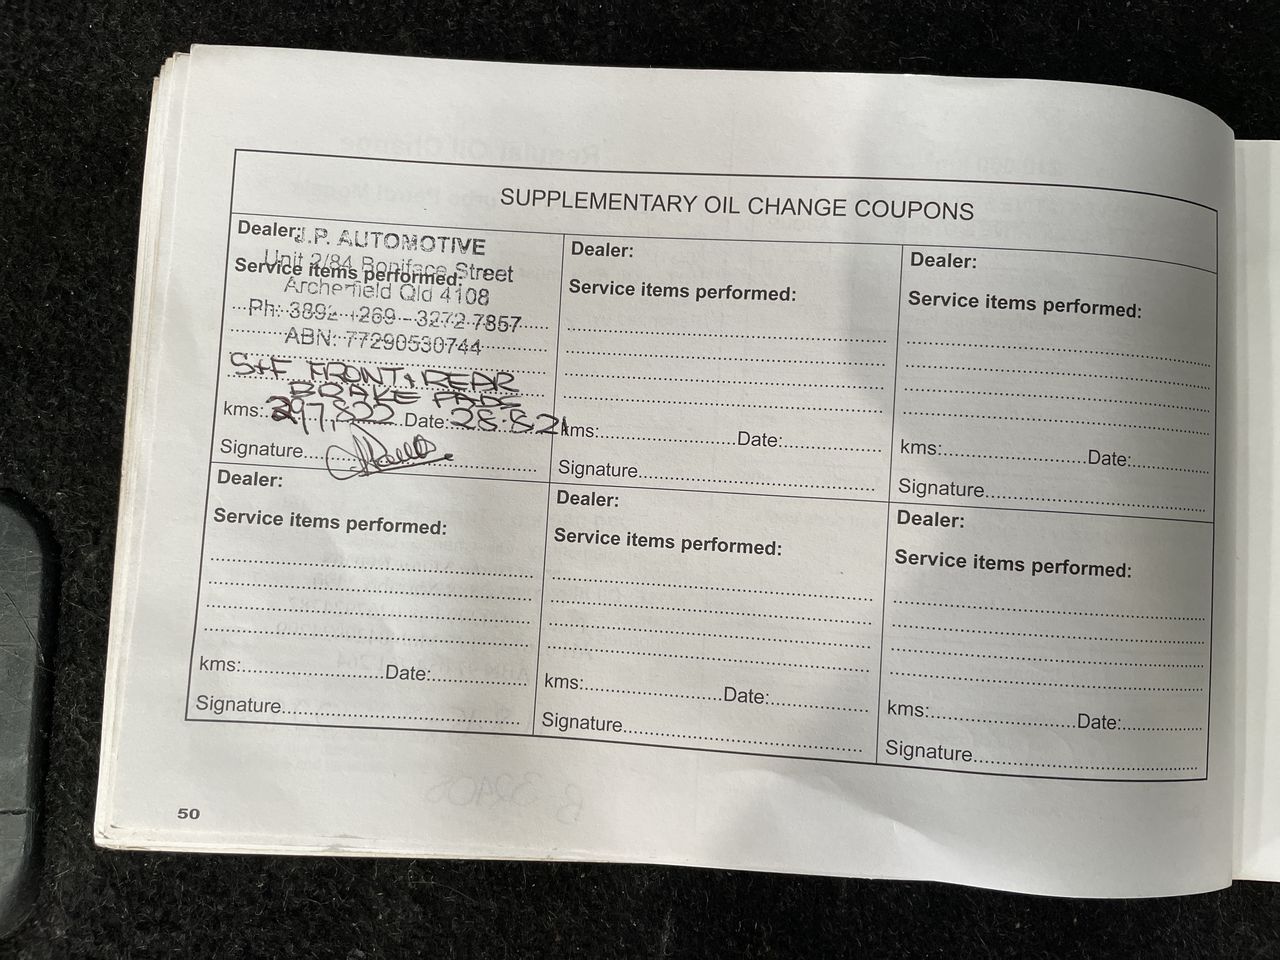 SUPPLEMENTARY OIL CHANGE COUPONS
Dealer:
J.P. AUTOMOTIVE
Unit 2/84 Boniface Street
Service items performed:
Archerfield Qld 4108
Ph: 3892 1269 - 3272 7857
ABN: 77290530744
S+F FRONT + REAR
BRAKE PADS
kms: 297,822 Date: 28.8.21
Signature
Dealer:
Service items performed:
kms: Date:
Signature
Dealer:
Service items performed:
kms: Date:
Signature
Dealer:
Service items performed:
kms: Date:
Signature
Dealer:
Service items performed:
kms: Date:
Signature
Dealer:
Service items performed:
kms: Date:
Signature
50